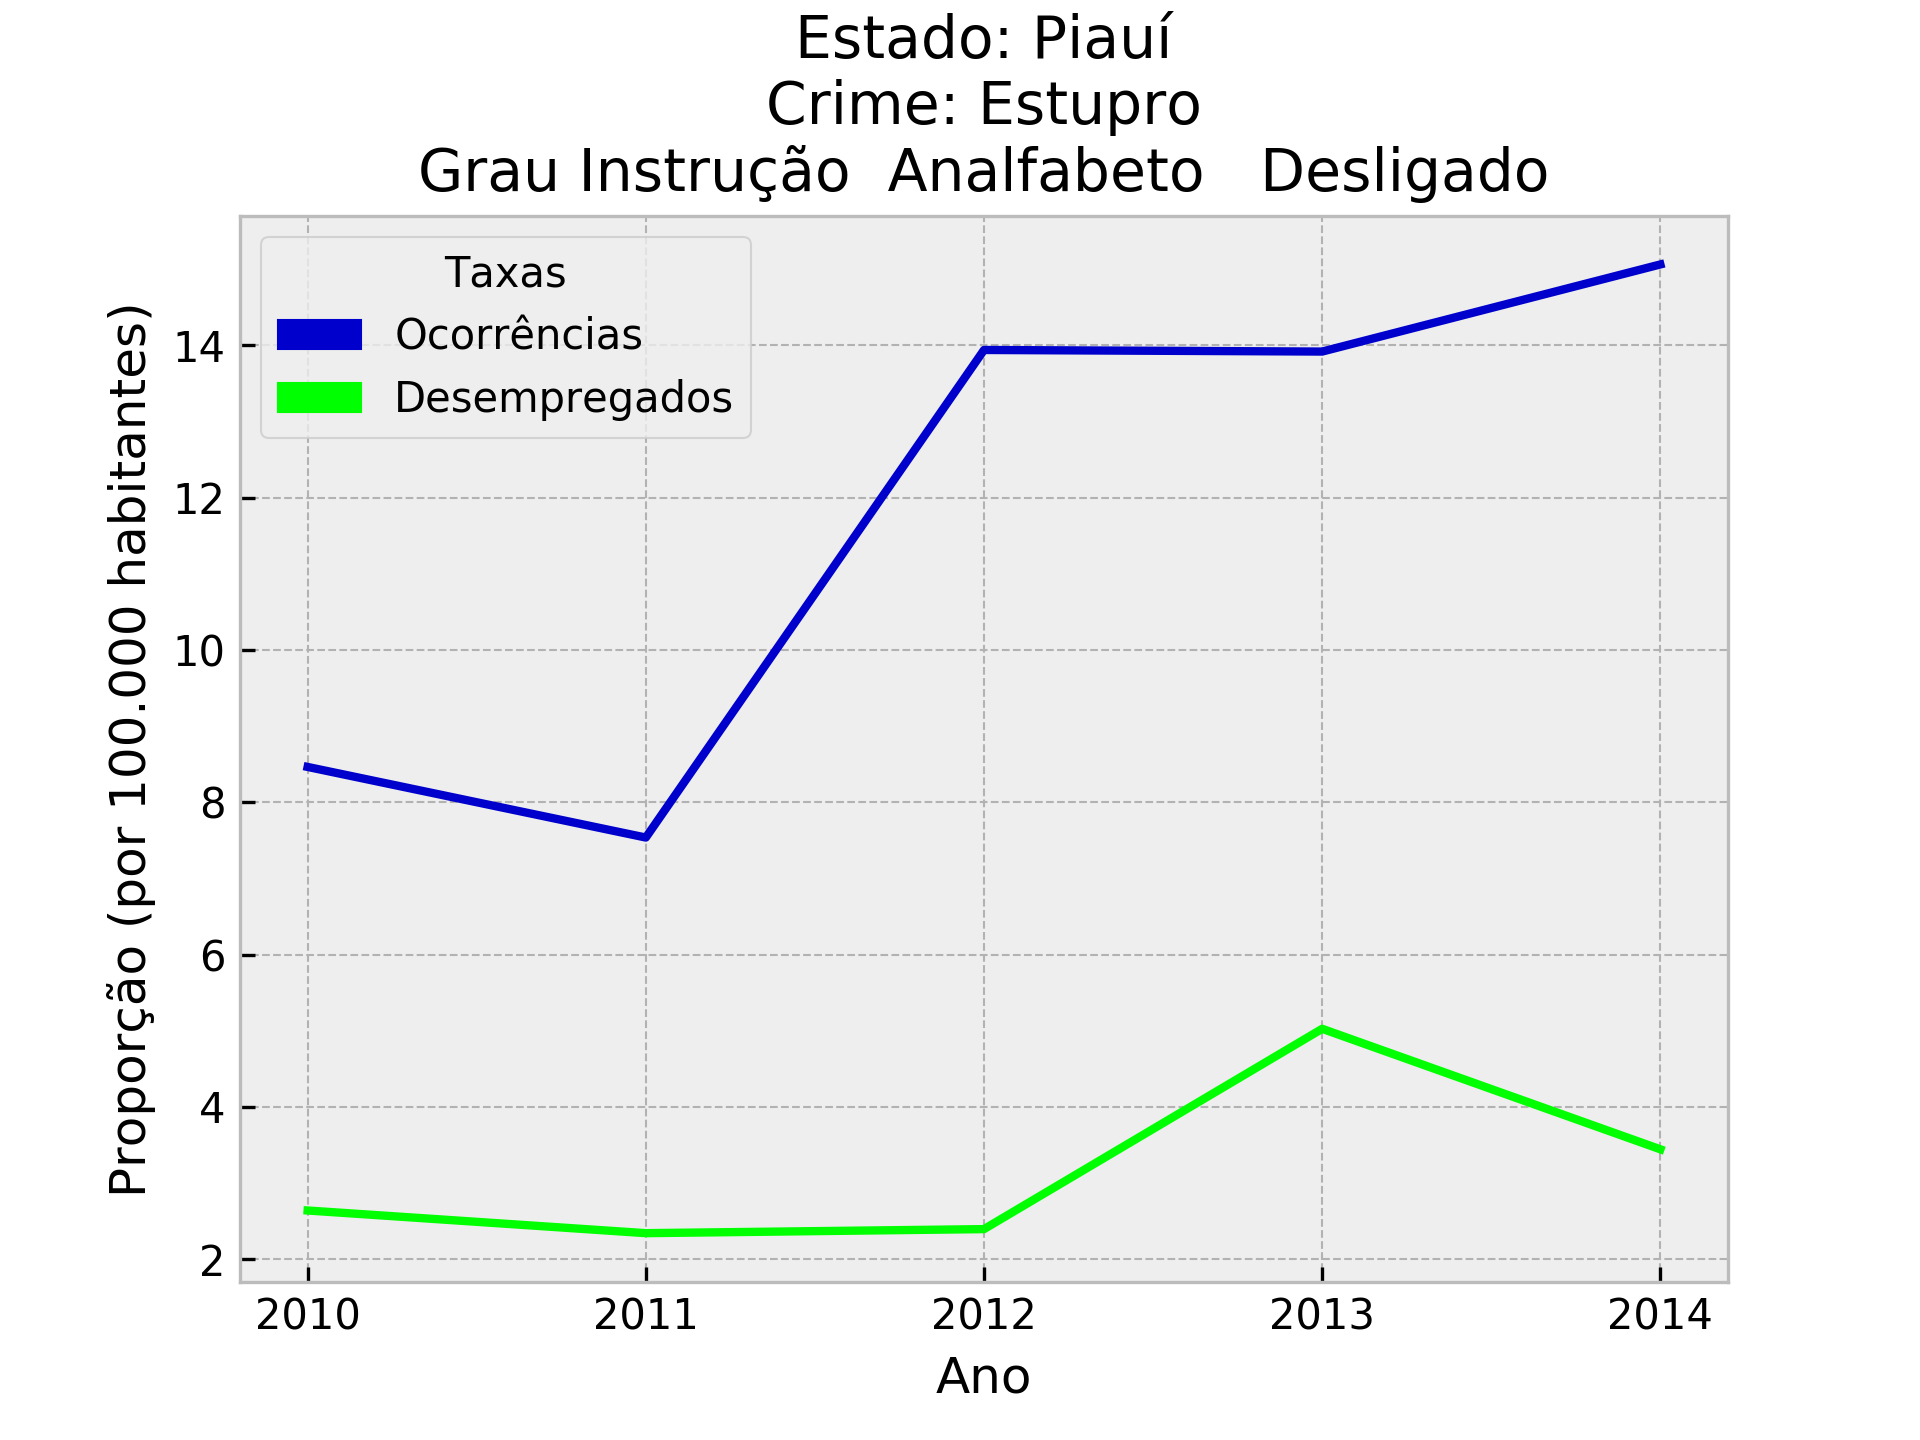 Estado: Piauí
Crime: Estupro
Grau Instrução  Analfabeto   Desligado
Taxas
Ocorrências
Desempregados
Proporção (por 100.000 habitantes)
14
12
10
8
6
4
2
2010 2011 2012 2013 2014
Ano